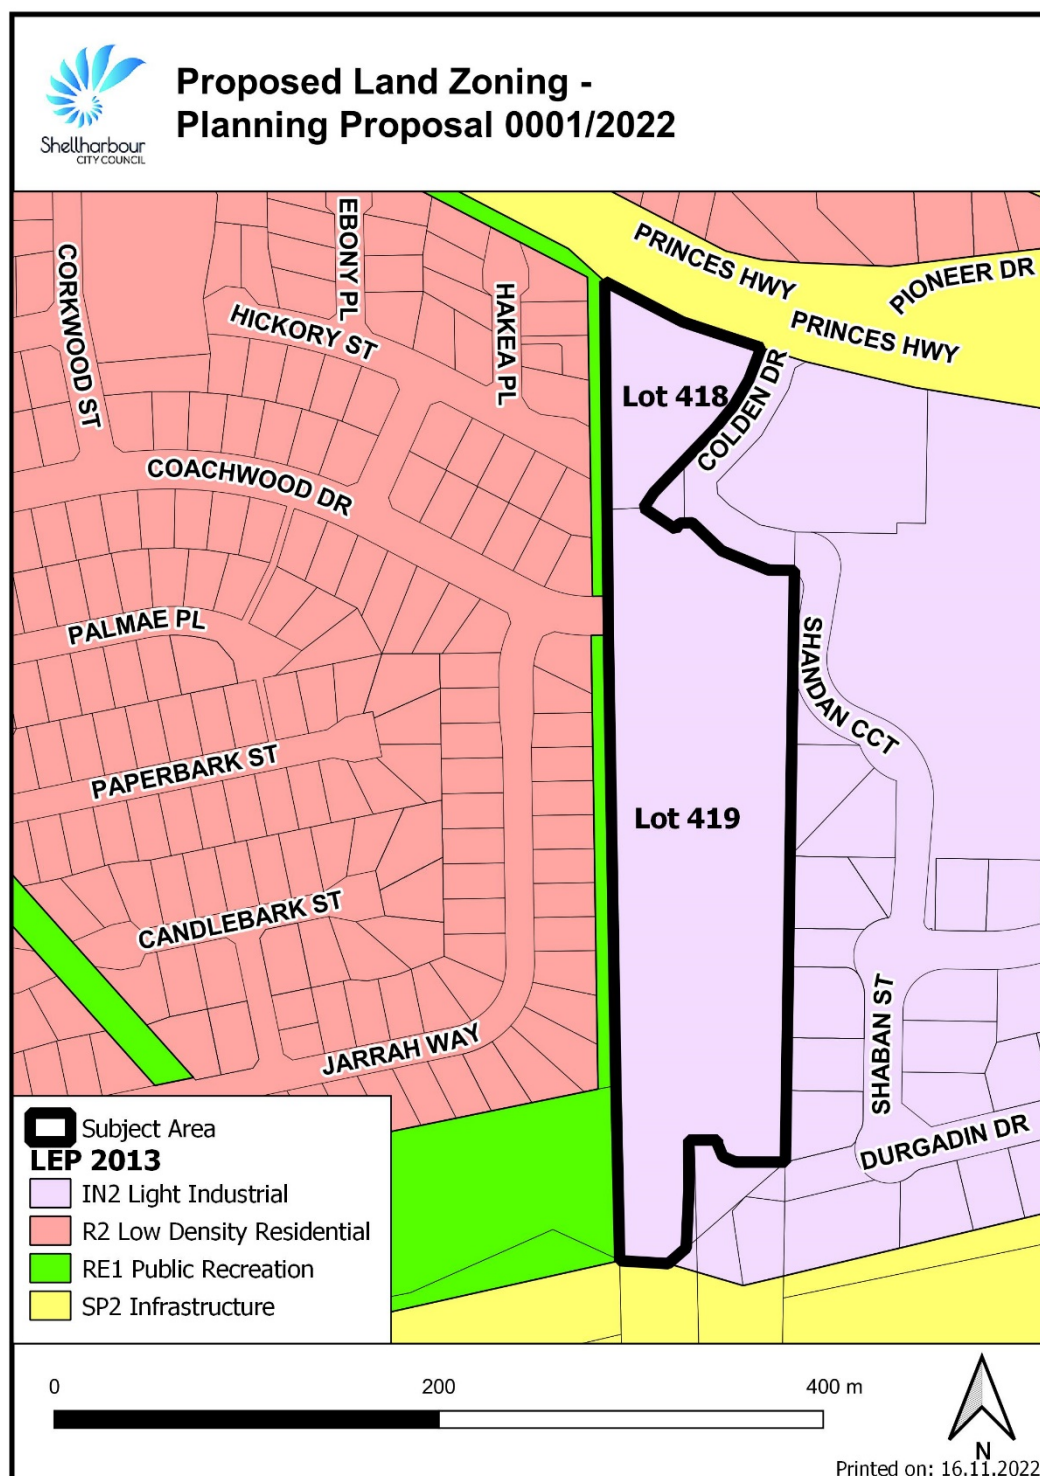 Shellharbour
CITY COUNCIL
Proposed Land Zoning -
Planning Proposal 0001/2022
CORKWOOD ST
EBONY PL
HICKORY ST
HAKEA PL
PRINCES HWY
PIONEER DR
PRINCES HWY
Lot 418
COLDEN DR
COACHWOOD DR
PALMAE PL
SHANDAN CCT
PAPERBARK ST
Lot 419
CANDLEBARK ST
JARRAH WAY
SHABAN ST
DURGADIN DR
Subject Area
LEP 2013
IN2 Light Industrial
R2 Low Density Residential
RE1 Public Recreation
SP2 Infrastructure
0 200 400 m
N
Printed on: 16.11.2022